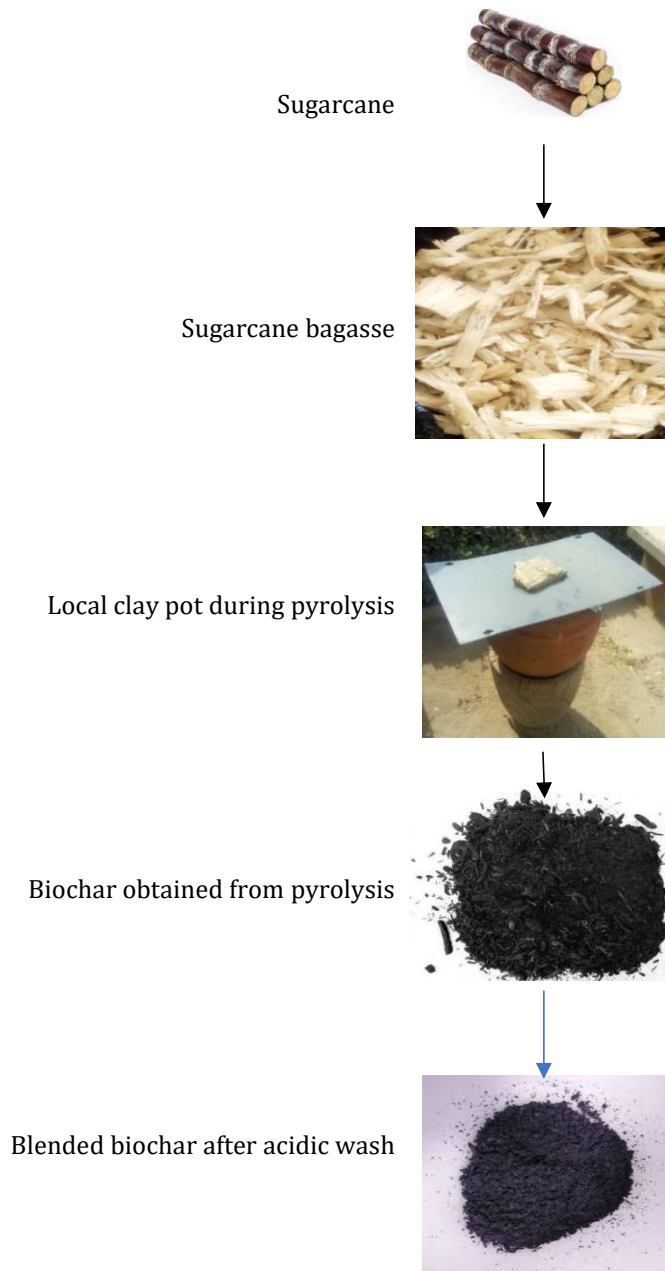 Sugarcane
Sugarcane bagasse
Local clay pot during pyrolysis
Biochar obtained from pyrolysis
Blended biochar after acidic wash